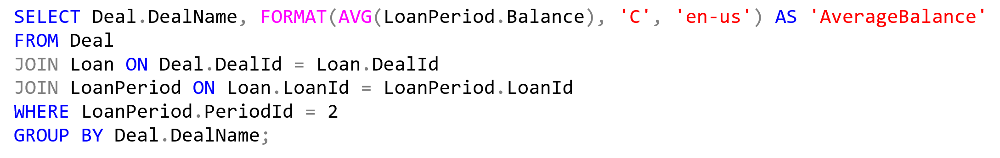 SELECT Deal.DealName, FORMAT(AVG(LoanPeriod.Balance), 'C', 'en-us') AS 'AverageBalance'
FROM Deal
JOIN Loan ON Deal.DealId = Loan.DealId
JOIN LoanPeriod ON Loan.LoanId = LoanPeriod.LoanId
WHERE LoanPeriod.PeriodId = 2
GROUP BY Deal.DealName;